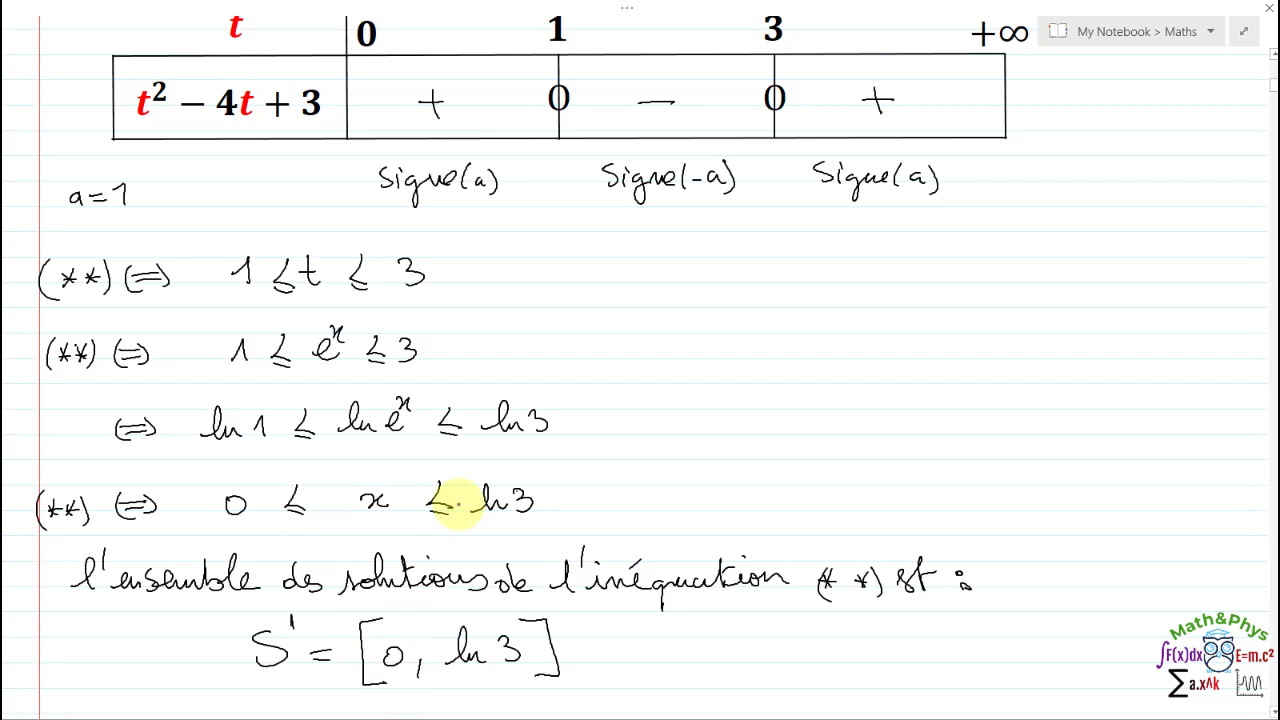 ...
My Notebook > Maths
t 0 1 3 +∞
t² − 4t + 3 + 0 − 0 +
Signe(a) Signe(-a) Signe(a)
a = 1
(**) ⟺ 1 ≤ t ≤ 3
(**) ⟺ 1 ≤ eˣ ≤ 3
⟺ ln 1 ≤ ln eˣ ≤ ln 3
(**) ⟺ 0 ≤ x ≤ ln 3
l'ensemble des solutions de l'inéquation (**) est :
S' = [0, ln 3]
Math&Phys
∫F(x)dx E=m.c²
∑ a.x^k